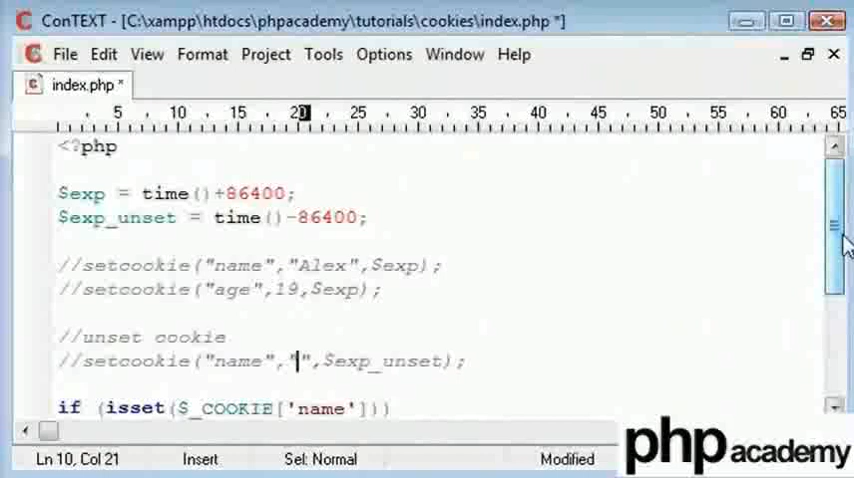 ConTEXT - [C:\xampp\htdocs\phpacademy\tutorials\cookies\index.php *]
File Edit View Format Project Tools Options Window Help
index.php *
5 10 15 20 25 30 35 40 45 50 55 60 65
<?php
$exp = time()+86400;
$exp_unset = time()-86400;
//setcookie("name","Alex",$exp);
//setcookie("age",19,$exp);
//unset cookie
//setcookie("name","",$exp_unset);
if (isset($_COOKIE['name']))
Ln 10, Col 21 Insert Sel: Normal Modified
php academy